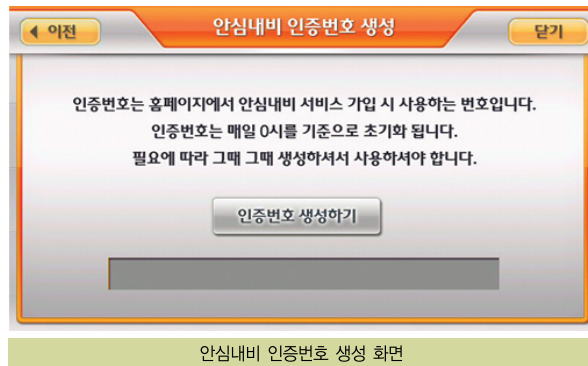 이전
안심내비 인증번호 생성
닫기
인증번호는 홈페이지에서 안심내비 서비스 가입 시 사용하는 번호입니다.
인증번호는 매일 0시를 기준으로 초기화 됩니다.
필요에 따라 그때 그때 생성하셔서 사용하셔야 합니다.
인증번호 생성하기
안심내비 인증번호 생성 화면